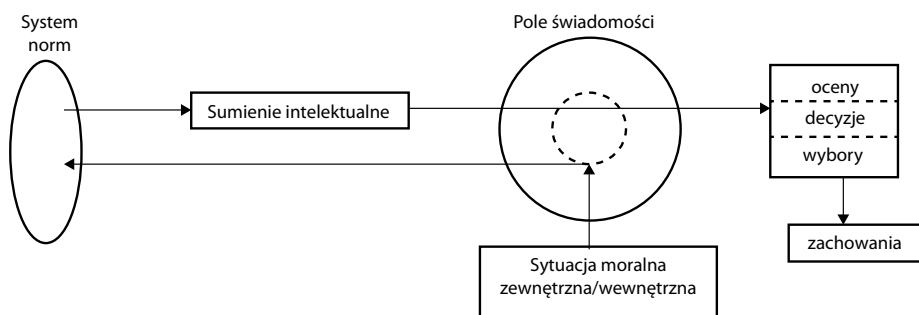 System
norm
Pole świadomości
Sumienie intelektualne
oceny
decyzje
wybory
zachowania
Sytuacja moralna
zewnętrzna/wewnętrzna